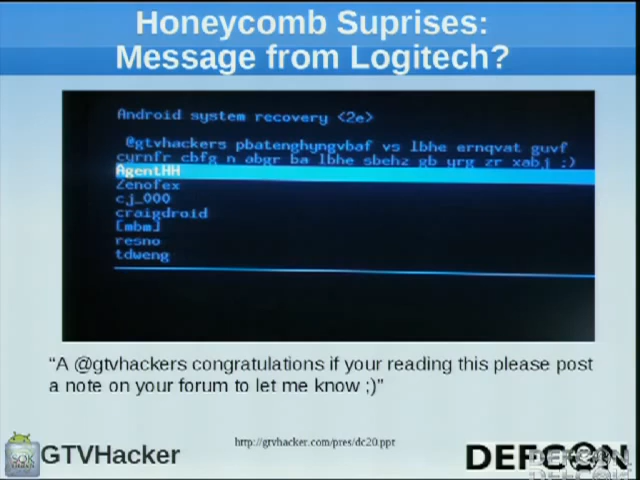 Honeycomb Suprises:
Message from Logitech?
Android system recovery <2e>
@gtvhackers pbatenghyngvbaf vs lbhe ernqvat guvf
cyrnfr cbfg n abgr ba lbhe sbehz gb yrg zr xabj ;)
AgentHH
Zenofex
cj_000
craigdroid
[mbm]
resno
tdweng
“A @gtvhackers congratulations if your reading this please post
a note on your forum to let me know ;)”
http://gtvhacker.com/pres/dc20.ppt
GTVHacker
DEFCON
DEFCON